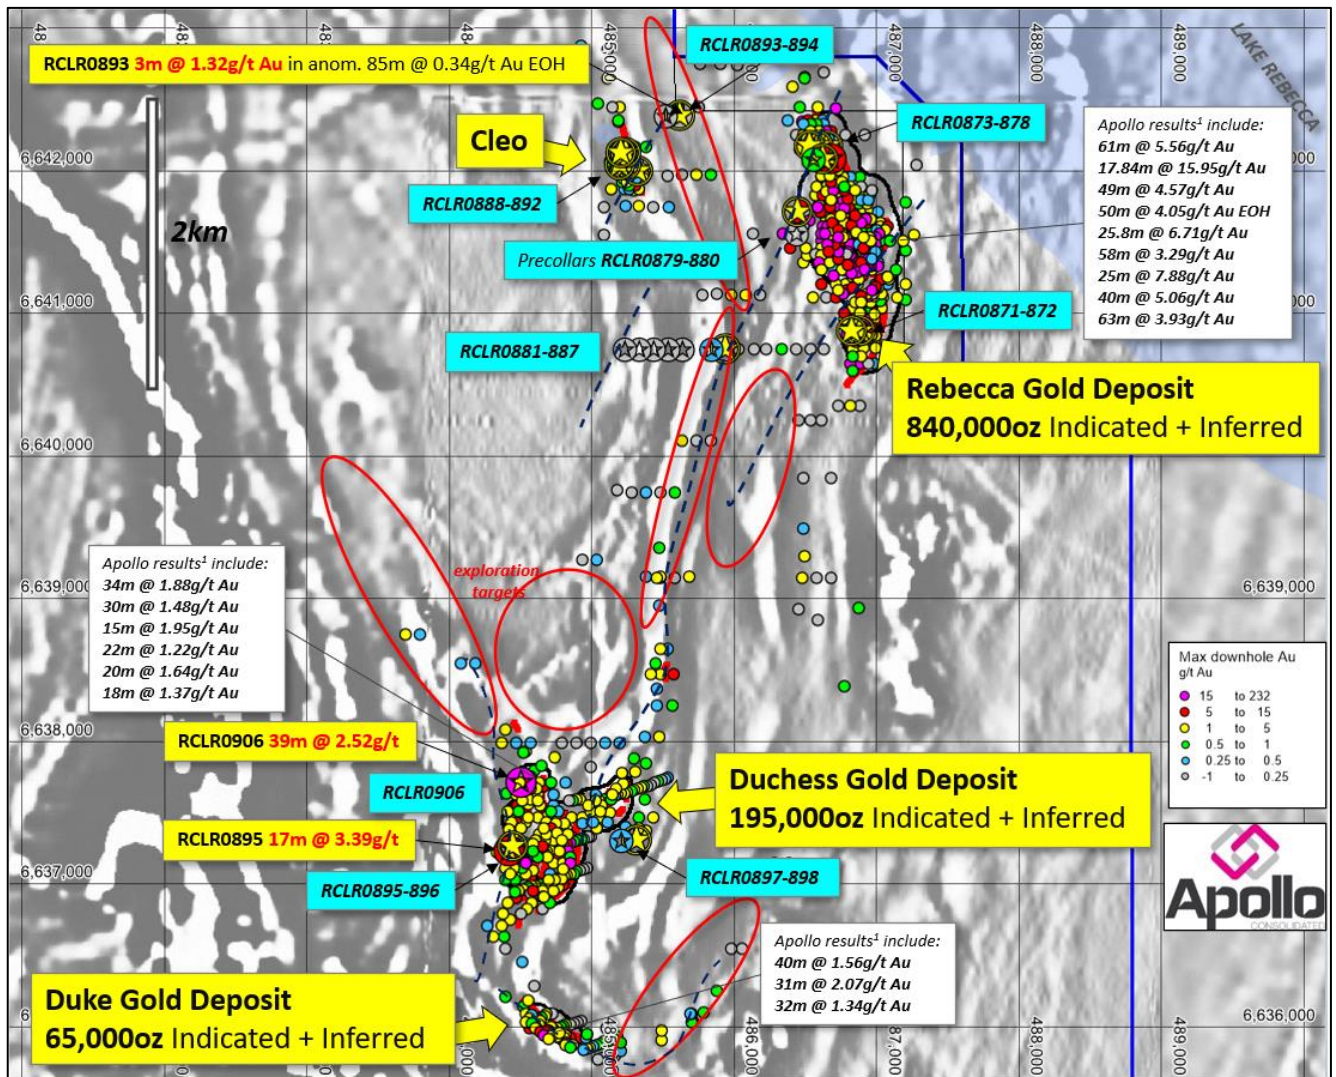 RCLR0893 3m @ 1.32g/t Au in anom. 85m @ 0.34g/t Au EOH
RCLR0893-894
485,000
487,000
488,000
489,000
LAKE REBECCA
Cleo
RCLR0873-878
Apollo results¹ include:
61m @ 5.56g/t Au
17.84m @ 15.95g/t Au
49m @ 4.57g/t Au
50m @ 4.05g/t Au EOH
25.8m @ 6.71g/t Au
58m @ 3.29g/t Au
25m @ 7.88g/t Au
40m @ 5.06g/t Au
63m @ 3.93g/t Au
6,642,000
RCLR0888-892
2km
Precollars RCLR0879-880
6,641,000
RCLR0871-872
RCLR0881-887
Rebecca Gold Deposit
840,000oz Indicated + Inferred
6,640,000
Apollo results¹ include:
34m @ 1.88g/t Au
30m @ 1.48g/t Au
15m @ 1.95g/t Au
22m @ 1.22g/t Au
20m @ 1.64g/t Au
18m @ 1.37g/t Au
exploration
targets
6,639,000
6,639,000
Max downhole Au
g/t Au
15 to 232
5 to 15
1 to 5
0.5 to 1
0.25 to 0.5
-1 to 0.25
6,638,000
RCLR0906 39m @ 2.52g/t
RCLR0906
Duchess Gold Deposit
195,000oz Indicated + Inferred
RCLR0895 17m @ 3.39g/t
6,637,000
RCLR0895-896
RCLR0897-898
Apollo
CONSOLIDATED
Apollo results¹ include:
40m @ 1.56g/t Au
31m @ 2.07g/t Au
32m @ 1.34g/t Au
Duke Gold Deposit
65,000oz Indicated + Inferred
6,636,000
486,000
487,000
488,000
489,000